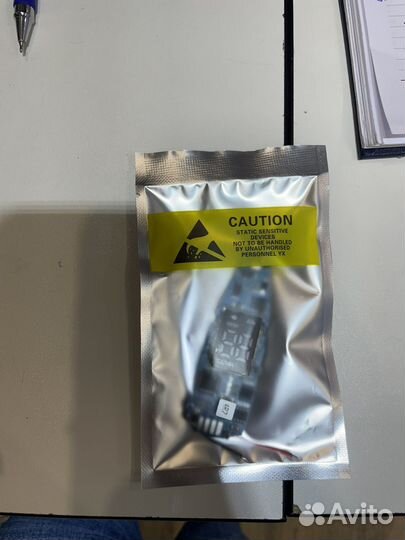 CAUTION
STATIC SENSITIVE
DEVICES
NOT TO BE HANDLED
BY UNAUTHORISED
PERSONNEL YX
Avito